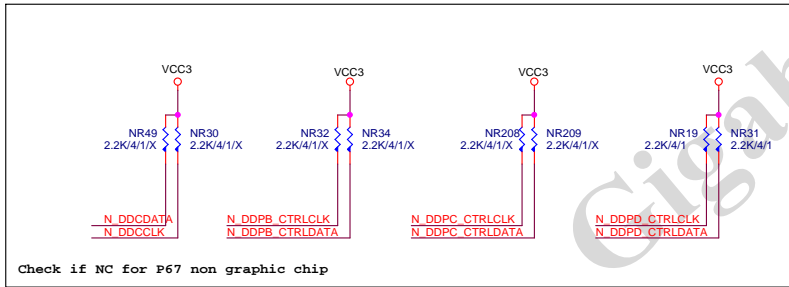 VCC3 VCC3 VCC3 VCC3
NR49 NR30 NR32 NR34 NR208 NR209 NR19 NR31
2.2K/4/1/X 2.2K/4/1/X 2.2K/4/1/X 2.2K/4/1/X 2.2K/4/1/X 2.2K/4/1/X 2.2K/4/1 2.2K/4/1
N_DDCDATA N_DDPB_CTRLCLK N_DDPC_CTRLCLK N_DDPD_CTRLCLK
N_DDCCLK N_DDPB_CTRLDATA N_DDPC_CTRLDATA N_DDPD_CTRLDATA
Check if NC for P67 non graphic chip
Gigab